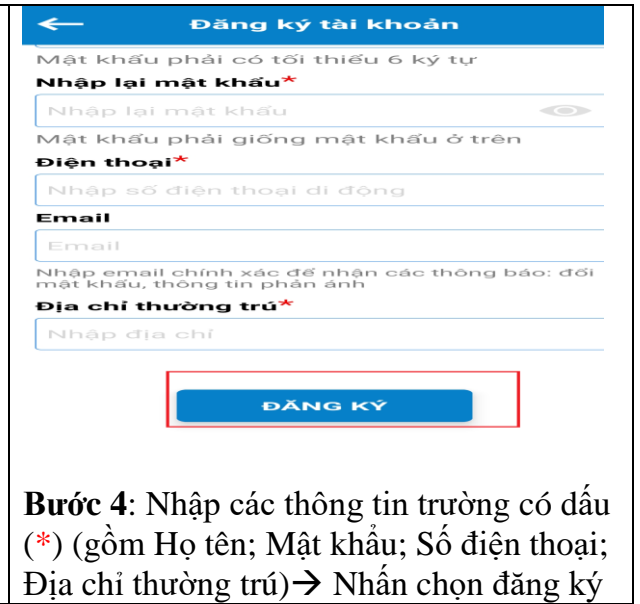 Đăng ký tài khoản
Mật khẩu phải có tối thiểu 6 ký tự
Nhập lại mật khẩu*
Nhập lại mật khẩu
Mật khẩu phải giống mật khẩu ở trên
Điện thoại*
Nhập số điện thoại di động
Email
Email
Nhập email chính xác để nhận các thông báo: đổi
mật khẩu, thông tin phản ánh
Địa chỉ thường trú*
Nhập địa chỉ
ĐĂNG KÝ
Bước 4: Nhập các thông tin trường có dấu
(*) (gồm Họ tên; Mật khẩu; Số điện thoại;
Địa chỉ thường trú)→ Nhấn chọn đăng ký